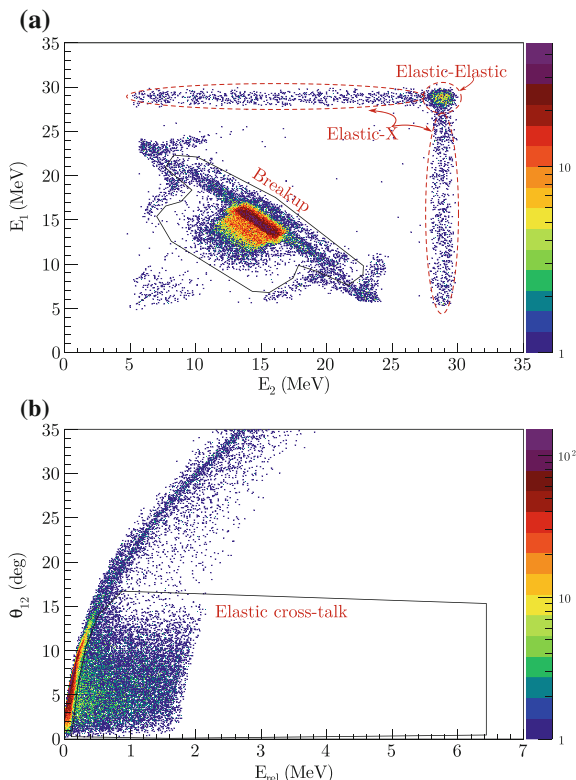 (a)
35
30
25
20
15
10
5
0
E1 (MeV)
Elastic-Elastic
Elastic-X
Breakup
0 5 10 15 20 25 30 35
E2 (MeV)
10
1
(b)
35
30
25
20
15
10
5
0
θ12 (deg)
Elastic cross-talk
0 1 2 3 4 5 6 7
Erel (MeV)
10²
10
1